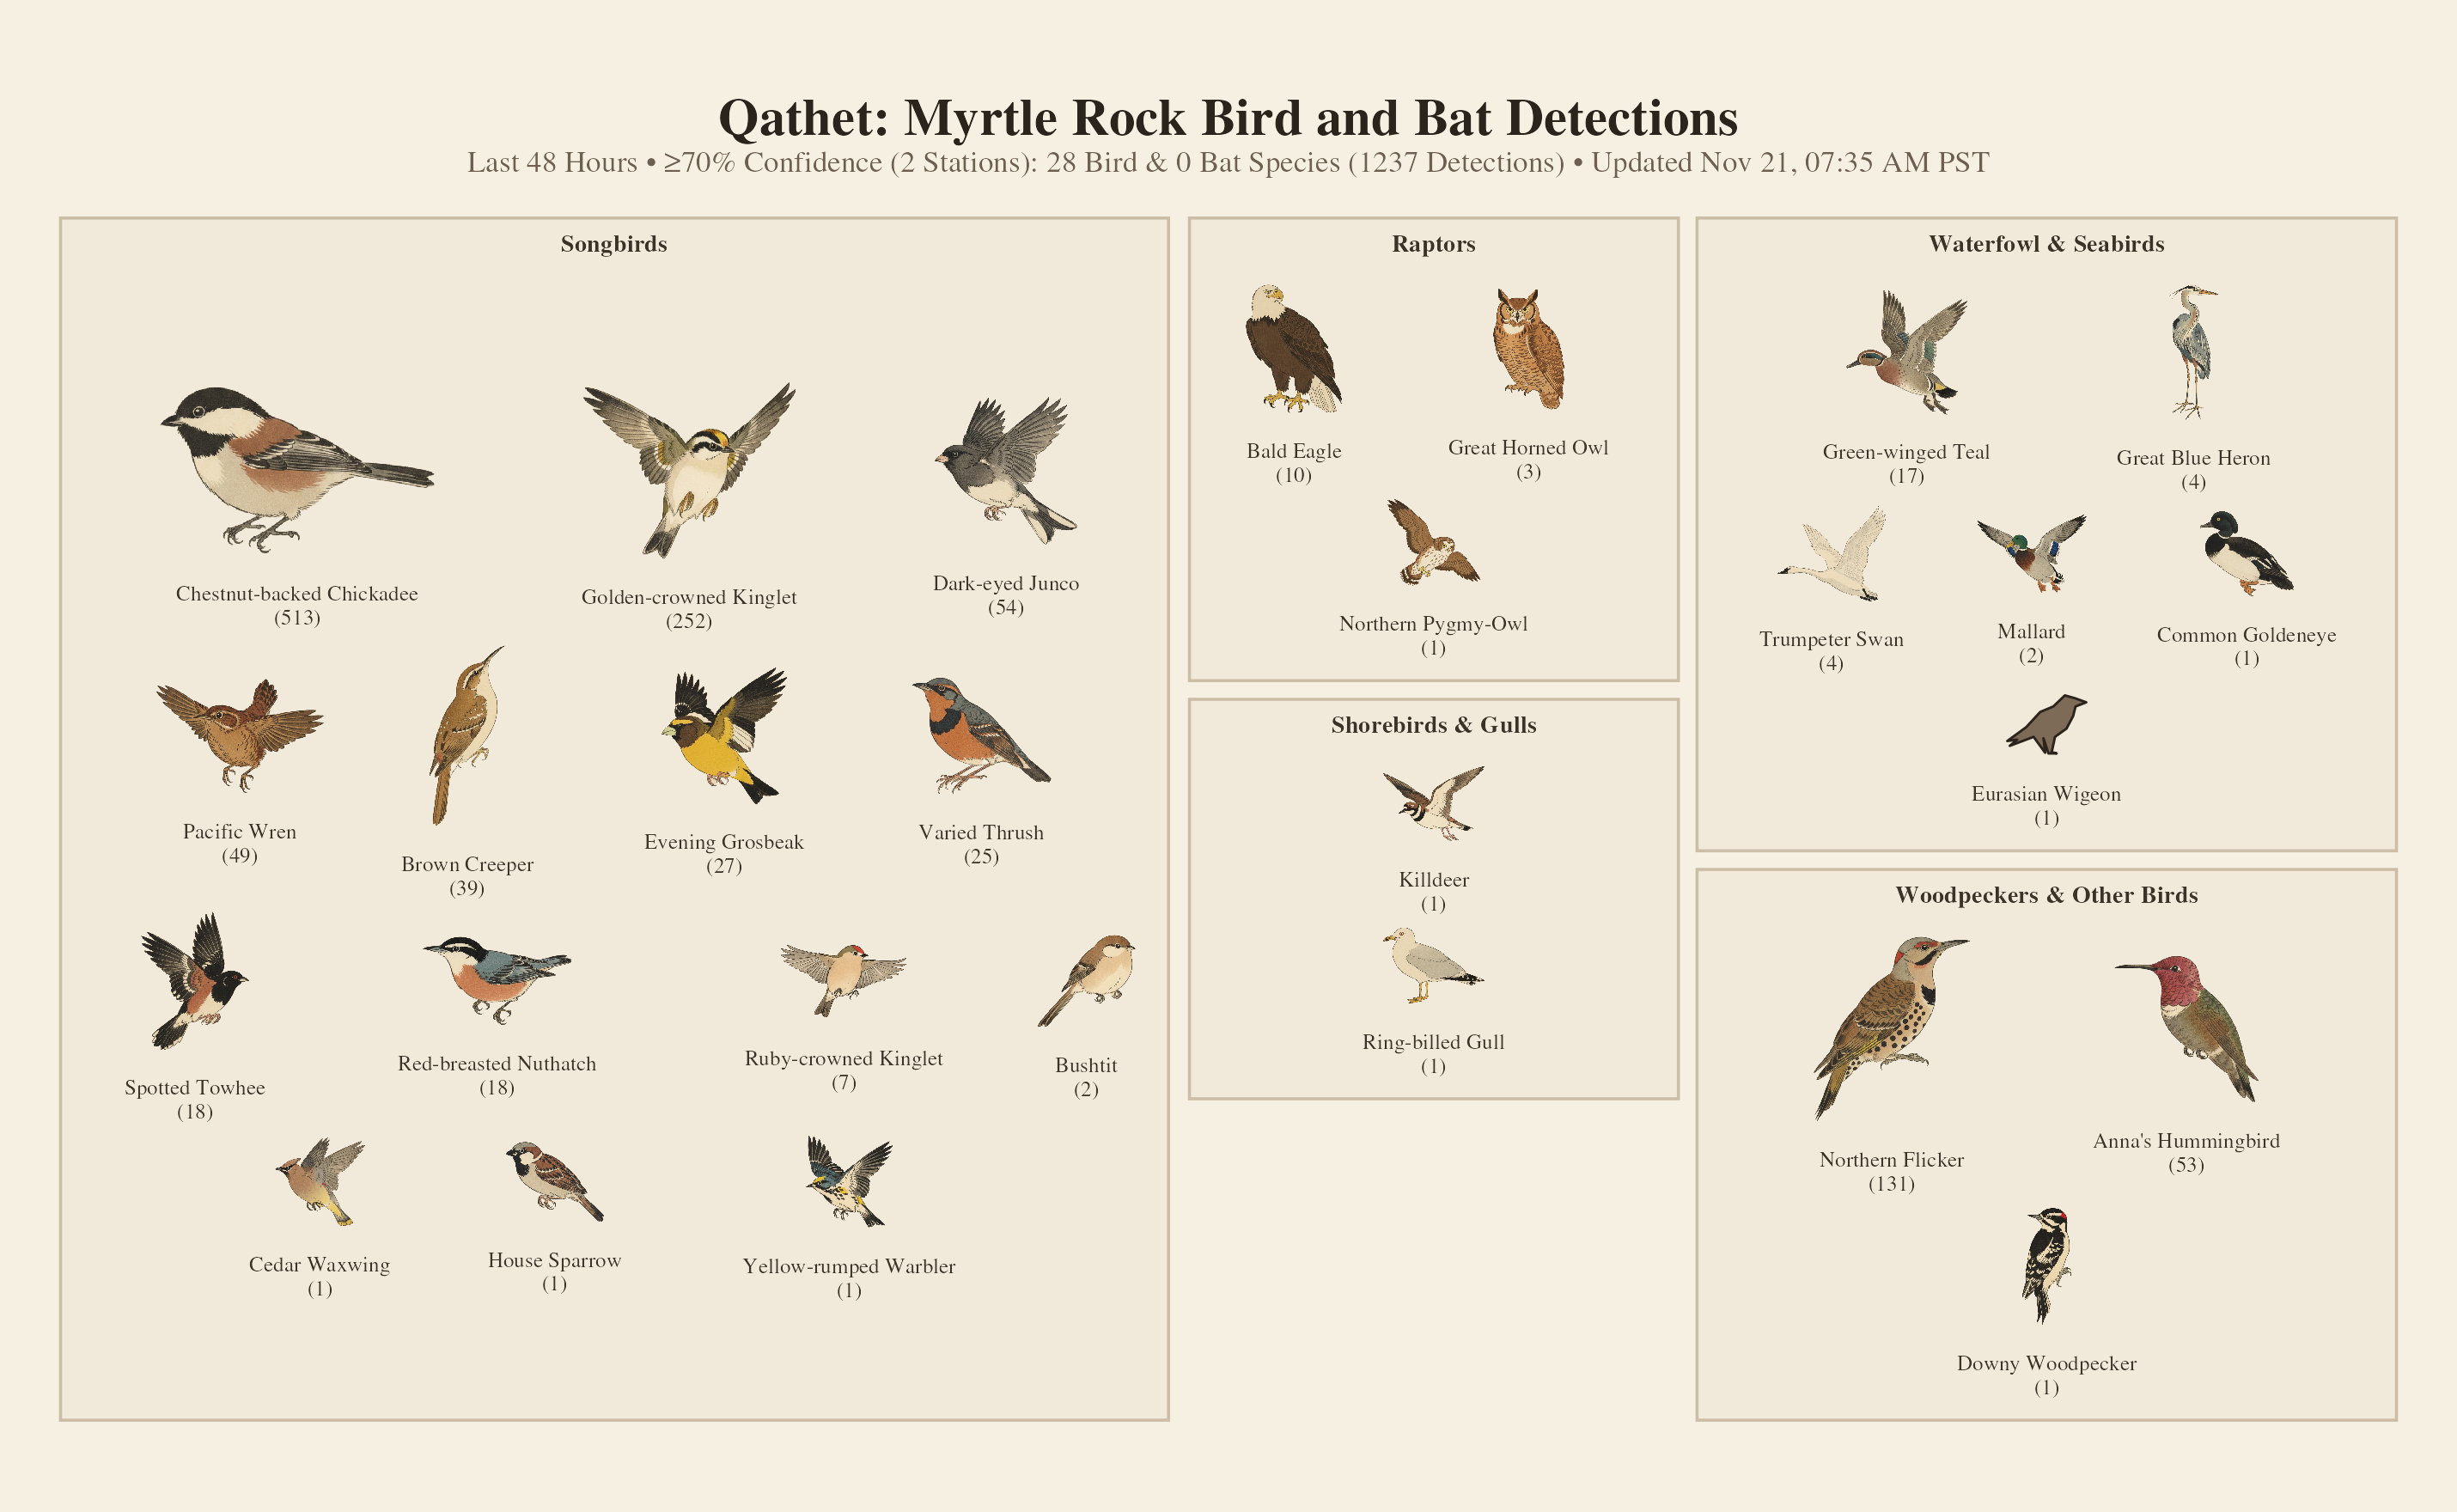 Qathet: Myrtle Rock Bird and Bat Detections
Last 48 Hours • ≥70% Confidence (2 Stations): 28 Bird & 0 Bat Species (1237 Detections) • Updated Nov 21, 07:35 AM PST
Songbirds
Chestnut-backed Chickadee
(513)
Golden-crowned Kinglet
(252)
Dark-eyed Junco
(54)
Pacific Wren
(49)
Brown Creeper
(39)
Evening Grosbeak
(27)
Varied Thrush
(25)
Spotted Towhee
(18)
Red-breasted Nuthatch
(18)
Ruby-crowned Kinglet
(7)
Bushtit
(2)
Cedar Waxwing
(1)
House Sparrow
(1)
Yellow-rumped Warbler
(1)
Raptors
Bald Eagle
(10)
Great Horned Owl
(3)
Northern Pygmy-Owl
(1)
Shorebirds & Gulls
Killdeer
(1)
Ring-billed Gull
(1)
Waterfowl & Seabirds
Green-winged Teal
(17)
Great Blue Heron
(4)
Trumpeter Swan
(4)
Mallard
(2)
Common Goldeneye
(1)
Eurasian Wigeon
(1)
Woodpeckers & Other Birds
Northern Flicker
(131)
Anna's Hummingbird
(53)
Downy Woodpecker
(1)